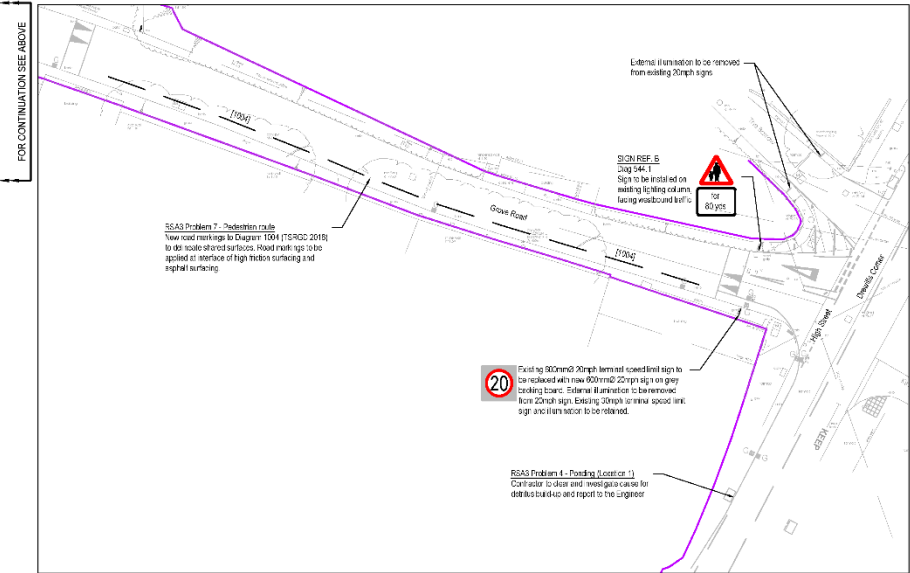 FOR CONTINUATION SEE ABOVE
External illumination to be removed
from existing 20mph signs
SIGN REF. 6
Diag 544.1
Sign to be installed on
existing lighting column,
facing westbound traffic
for
80 yds
[1004]
Grove Road
[1004]
RSA3 Problem 7 - Pedestrian route
New road markings to Diagram 1004 (TSRGD 2016)
to delineate shared surfaces. Road markings to be
applied at interface of high friction surfacing and
asphalt surfacing.
High Street
Drewitts Corner
20
Existing 600mmØ 20mph terminal speed limit sign to
be replaced with new 600mmØ 20mph sign on grey
backing board. External illumination to be removed
from 20mph sign. Existing 30mph terminal speed limit
sign and illumination to be retained.
KEEP
RSA3 Problem 4 - Ponding (Location 1)
Contractor to clear and investigate cause for
detritus build-up and report to the Engineer